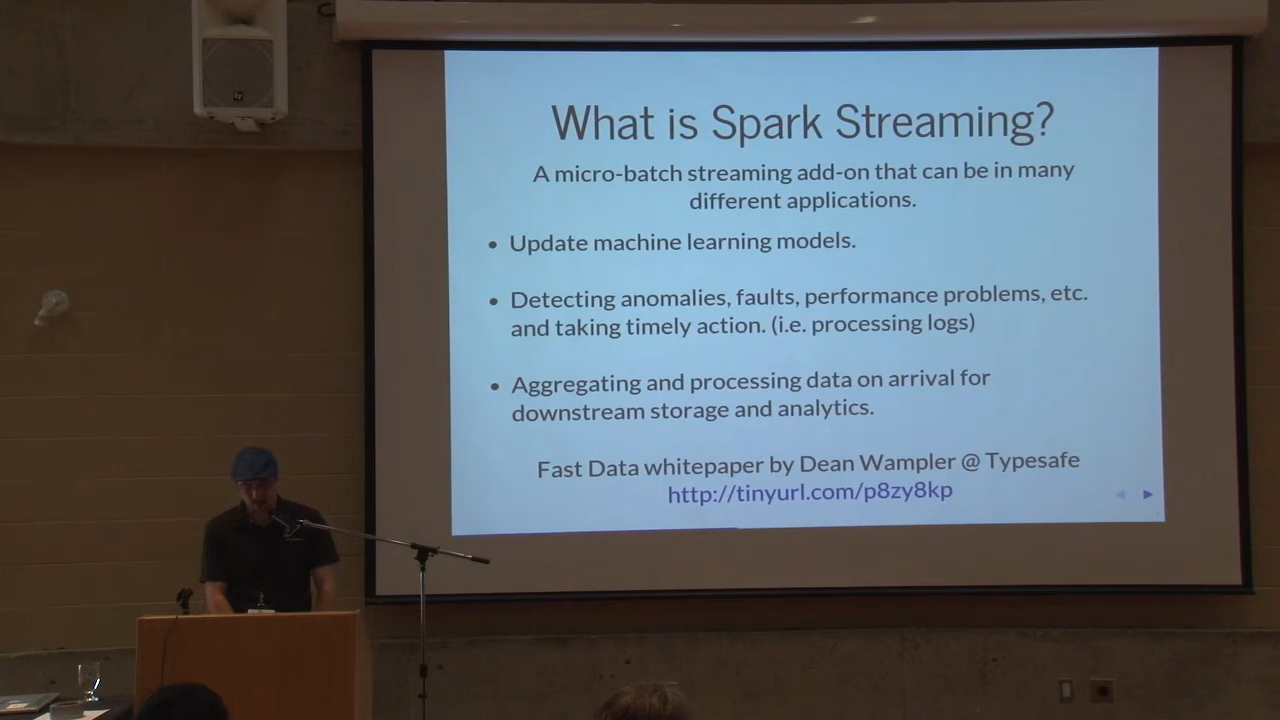 What is Spark Streaming?
A micro-batch streaming add-on that can be in many
different applications.
• Update machine learning models.
• Detecting anomalies, faults, performance problems, etc.
and taking timely action. (i.e. processing logs)
• Aggregating and processing data on arrival for
downstream storage and analytics.
Fast Data whitepaper by Dean Wampler @ Typesafe
http://tinyurl.com/p8zy8kp